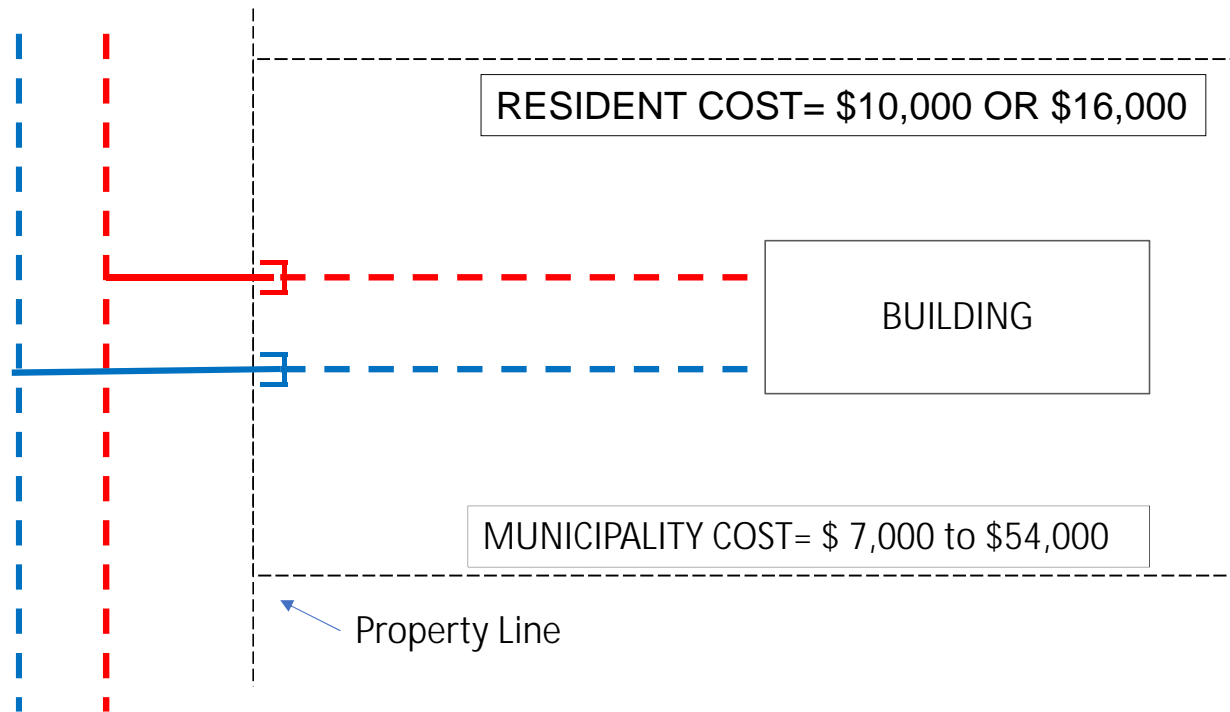 RESIDENT COST= $10,000 OR $16,000
BUILDING
MUNICIPALITY COST= $ 7,000 to $54,000
Property Line